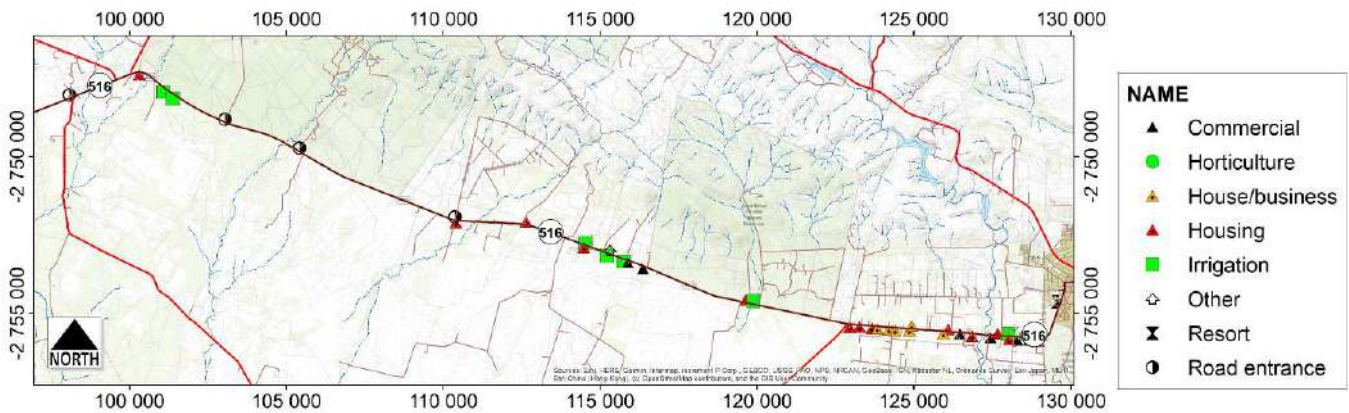 100 000 105 000 110 000 115 000 120 000 125 000 130 000
-2 750 000
-2 755 000
516
516
516
NORTH
-2 750 000
-2 755 000
100 000 105 000 110 000 115 000 120 000 125 000 130 000
NAME
Commercial
Horticulture
House/business
Housing
Irrigation
Other
Resort
Road entrance